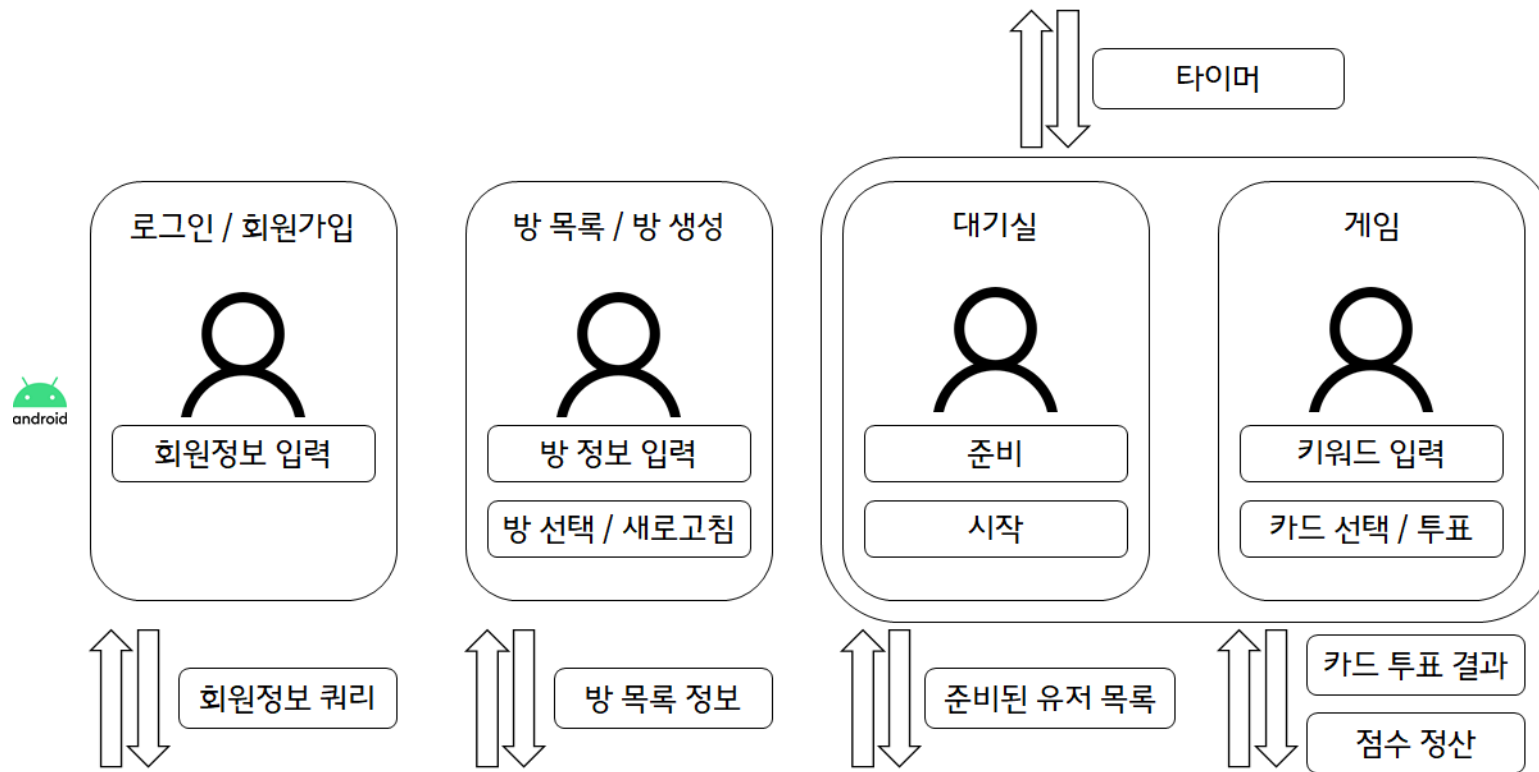 타이머
로그인 / 회원가입
방 목록 / 방 생성
대기실
게임
android
회원정보 입력
방 정보 입력
준비
키워드 입력
방 선택 / 새로고침
시작
카드 선택 / 투표
회원정보 쿼리
방 목록 정보
준비된 유저 목록
카드 투표 결과
점수 정산